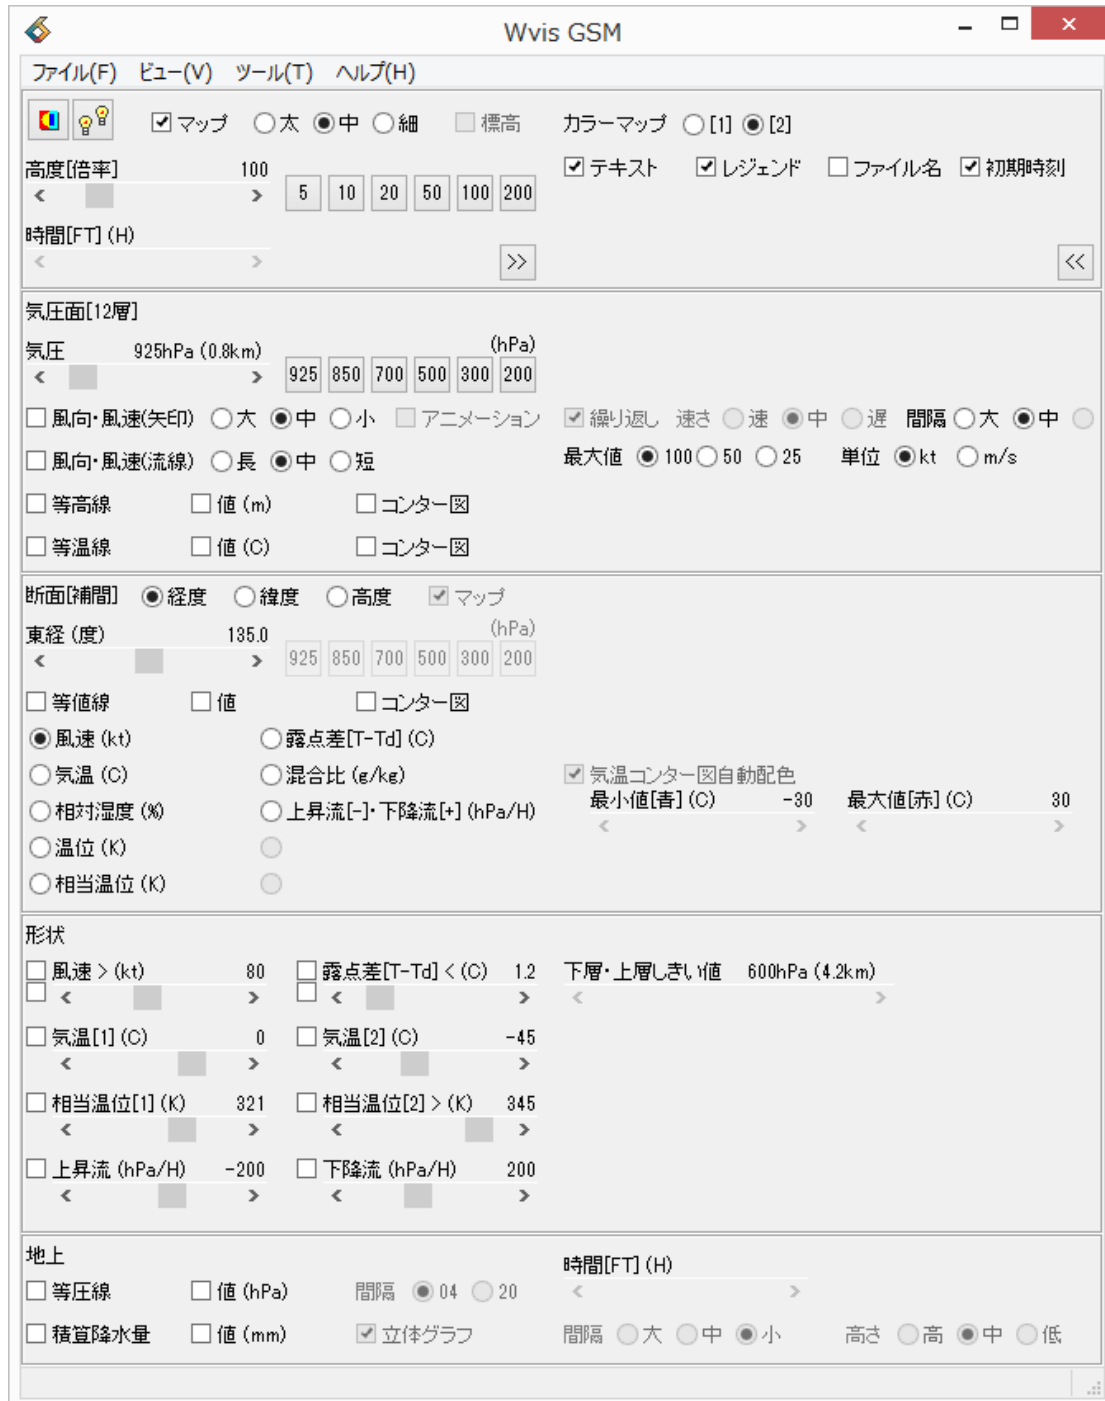 Wvis GSM
ファイル(F) ビュー(V) ツール(T) ヘルプ(H)
マップ 太 中 細 標高 カラーマップ [1] [2]
高度[倍率] 100 5 10 20 50 100 200 テキスト レジェンド ファイル名 初期時刻
時間[FT] (H) >> <<
気圧面[12層]
気圧 925hPa (0.8km) (hPa)
925 850 700 500 300 200
風向・風速(矢印) 大 中 小 アニメーション 繰り返し 速さ 速 中 遅 間隔 大 中
風向・風速(流線) 長 中 短 最大値 100 50 25 単位 kt m/s
等高線 値 (m) コンター図
等温線 値 (C) コンター図
断面[補間] 経度 緯度 高度 マップ
東経 (度) 135.0 (hPa)
925 850 700 500 300 200
等値線 値 コンター図
風速 (kt) 露点差[T-Td] (C)
気温 (C) 混合比 (g/kg) 気温コンター図自動配色
相対湿度 (%) 上昇流[-]・下降流[+] (hPa/H) 最小値[青] (C) -30 最大値[赤] (C) 30
温位 (K)
相当温位 (K)
形状
風速 > (kt) 80 露点差[T-Td] < (C) 1.2 下層・上層しきい値 600hPa (4.2km)
気温[1] (C) 0 気温[2] (C) -45
相当温位[1] (K) 321 相当温位[2] > (K) 345
上昇流 (hPa/H) -200 下降流 (hPa/H) 200
地上 時間[FT] (H)
等圧線 値 (hPa) 間隔 04 20
積算降水量 値 (mm) 立体グラフ 間隔 大 中 小 高さ 高 中 低